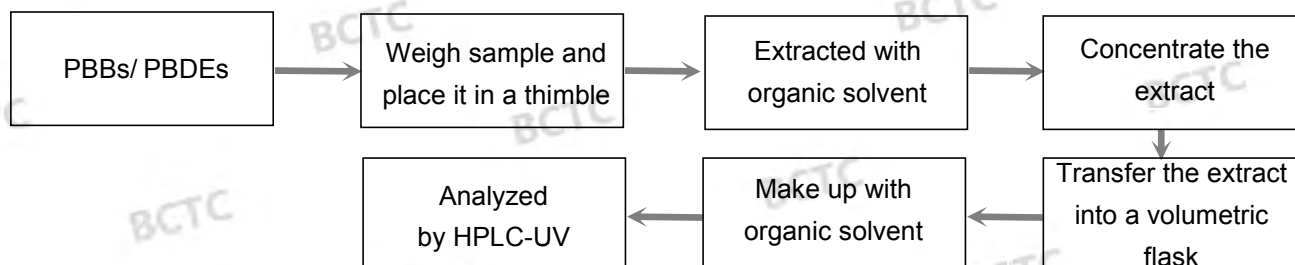 PBBs/ PBDEs
Weigh sample and
place it in a thimble
Extracted with
organic solvent
Concentrate the
extract
Transfer the extract
into a volumetric
flask
Make up with
organic solvent
Analyzed
by HPLC-UV
BCTC
BCTC
C
BCTC
BCTC
BCTC
BCTC